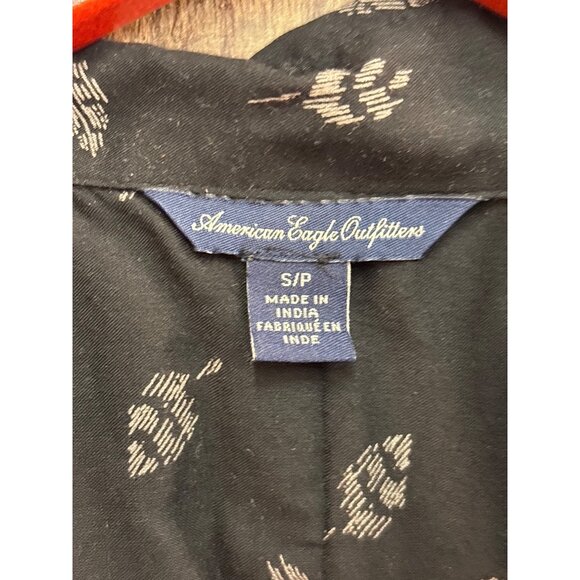 American Eagle Outfitters
S/P
MADE IN
INDIA
FABRIQUÉ EN
INDE